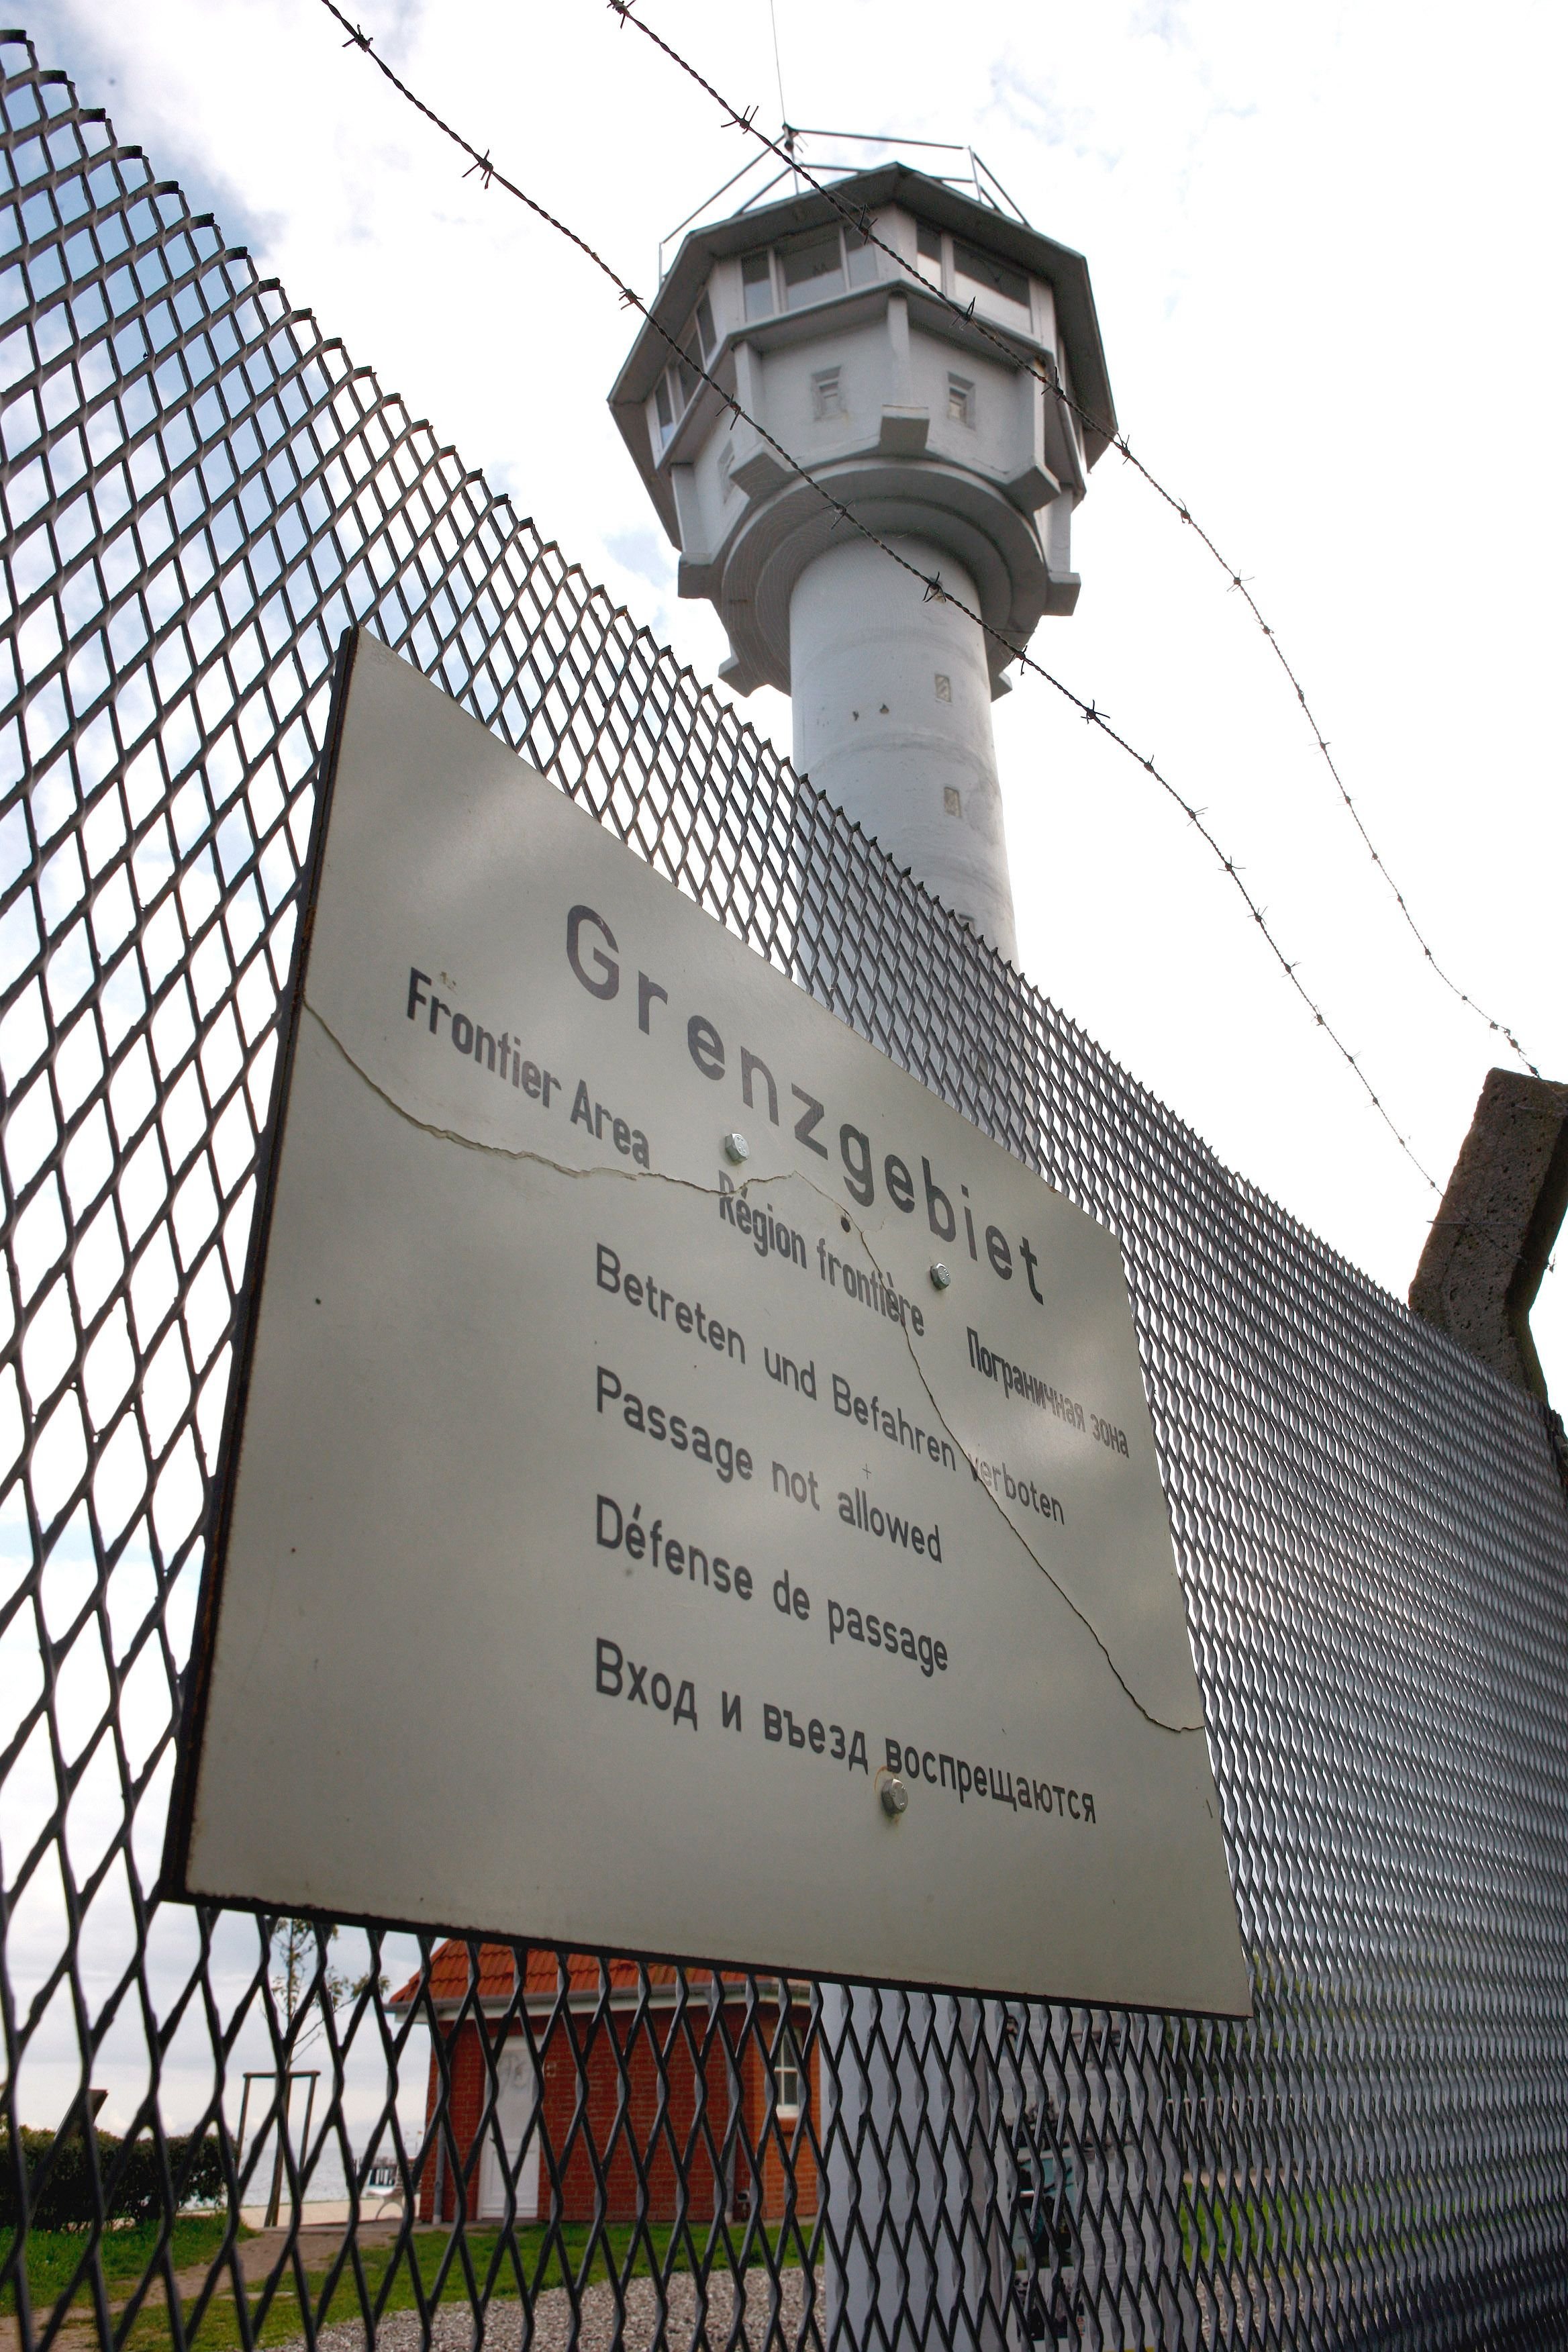 Grenzgebiet
Frontier Area Région frontière Пограничная зона
Betreten und Befahren verboten
Passage not allowed
Défense de passage
Вход и въезд воспрещаются